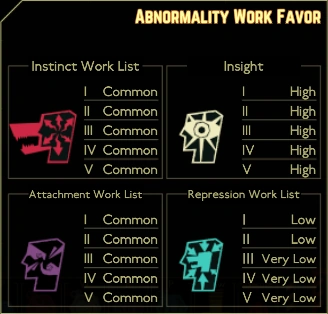 Abnormality Work Favor
Instinct Work List
I Common
II Common
III Common
IV Common
V Common
Insight
I High
II High
III High
IV High
V High
Attachment Work List
I Common
II Common
III Common
IV Common
V Common
Repression Work List
I Low
II Low
III Very Low
IV Very Low
V Very Low